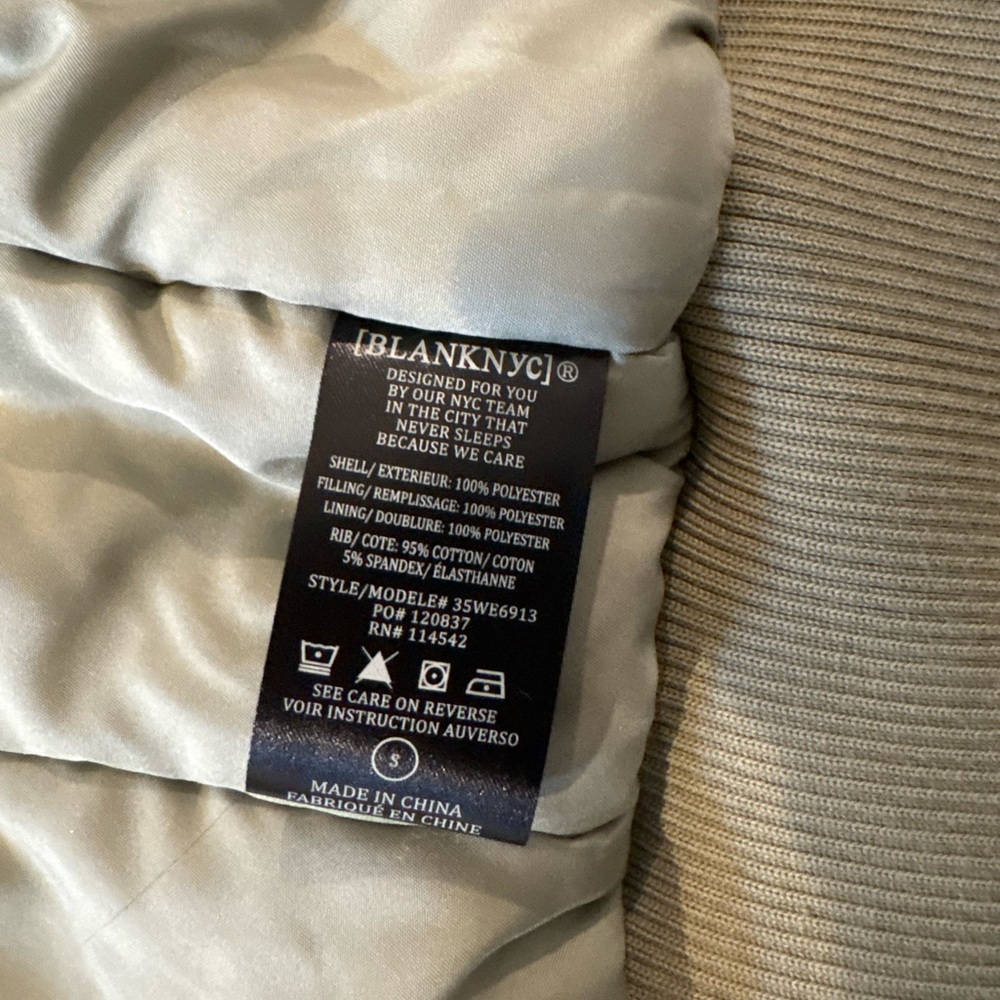 [BLANKNYC]®
DESIGNED FOR YOU
BY OUR NYC TEAM
IN THE CITY THAT
NEVER SLEEPS
BECAUSE WE CARE
SHELL/ EXTERIEUR: 100% POLYESTER
FILLING/ REMPLISSAGE: 100% POLYESTER
LINING/ DOUBLURE: 100% POLYESTER
RIB/ COTE: 95% COTTON/ COTON
5% SPANDEX/ ÉLASTHANNE
STYLE/MODELE# 35WE6913
PO# 120837
RN# 114542
SEE CARE ON REVERSE
VOIR INSTRUCTION AUVERSO
S
MADE IN CHINA
FABRIQUÉ EN CHINE